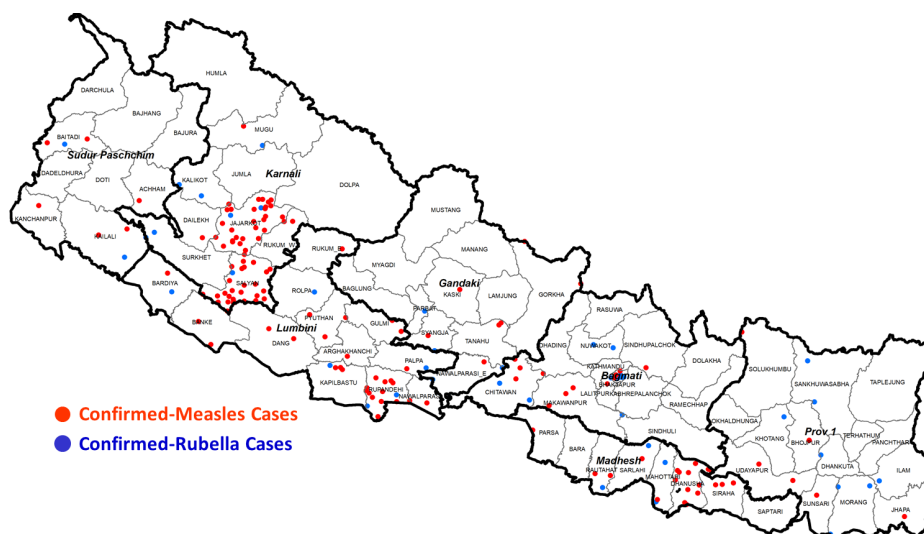 HUMLA
DARCHULA
BAJHANG
MUGU
BAITADI
BAJURA
Sudur Paschchim
JUMLA
Karnali
DADELDHURA
DOTI
KALIKOT
DOLPA
ACHHAM
MUSTANG
KANCHANPUR
DAILEKH
JAJARKOT
KAILALI
RUKUM_W
RUKUM_E
MANANG
SURKHET
MYAGDI
Gandaki
BARDIYA
SALYAN
ROLPA
BAGLUNG
KASKI
LAMJUNG
GORKHA
PARBAT
RASUWA
BANKE
PYUTHAN
GULMI
SYANGJA
Lumbini
TANAHU
DHADING
NUWAKOT
SINDHUPALCHOK
DANG
ARGHAKHANCHI
PALPA
DOLAKHA
SOLUKHUMBU
KATHMANDU
NAWALPARASI_E
Bagmati
SANKHUWASABHA
TAPLEJUNG
KAPILBASTU
RUPANDEHI
NAWALPARASI
CHITAWAN
BHAKTAPUR
LALITPUR
KABHREPALANCHOK
MAKAWANPUR
RAMECHHAP
Confirmed-Measles Cases
PARSA
SINDHULI
OKHALDHUNGA
KHOTANG
BHOJPUR
Prov 1
TERHATHUM
PANCHTHAR
Confirmed-Rubella Cases
BARA
Madhesh
RAUTAHAT
SARLAHI
MAHOTTARI
DHANUSHA
UDAYAPUR
DHANKUTA
ILAM
SIRAHA
SAPTARI
SUNSARI
MORANG
JHAPA